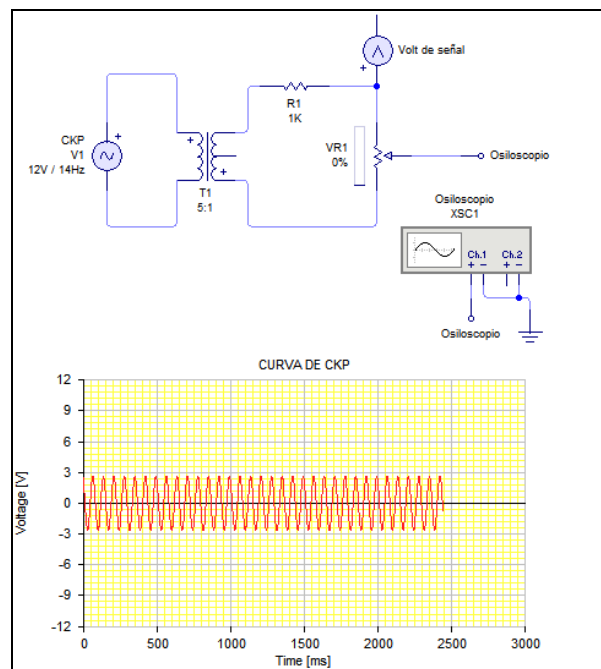 Volt de señal
R1
1K
CKP
V1
12V / 14Hz
VR1
0%
Osiloscopio
T1
5:1
Osiloscopio
XSC1
Ch.1 Ch.2
Osiloscopio
CURVA DE CKP
Voltage [V]
12
9
6
3
0
-3
-6
-9
-12
0 500 1000 1500 2000 2500 3000
Time [ms]